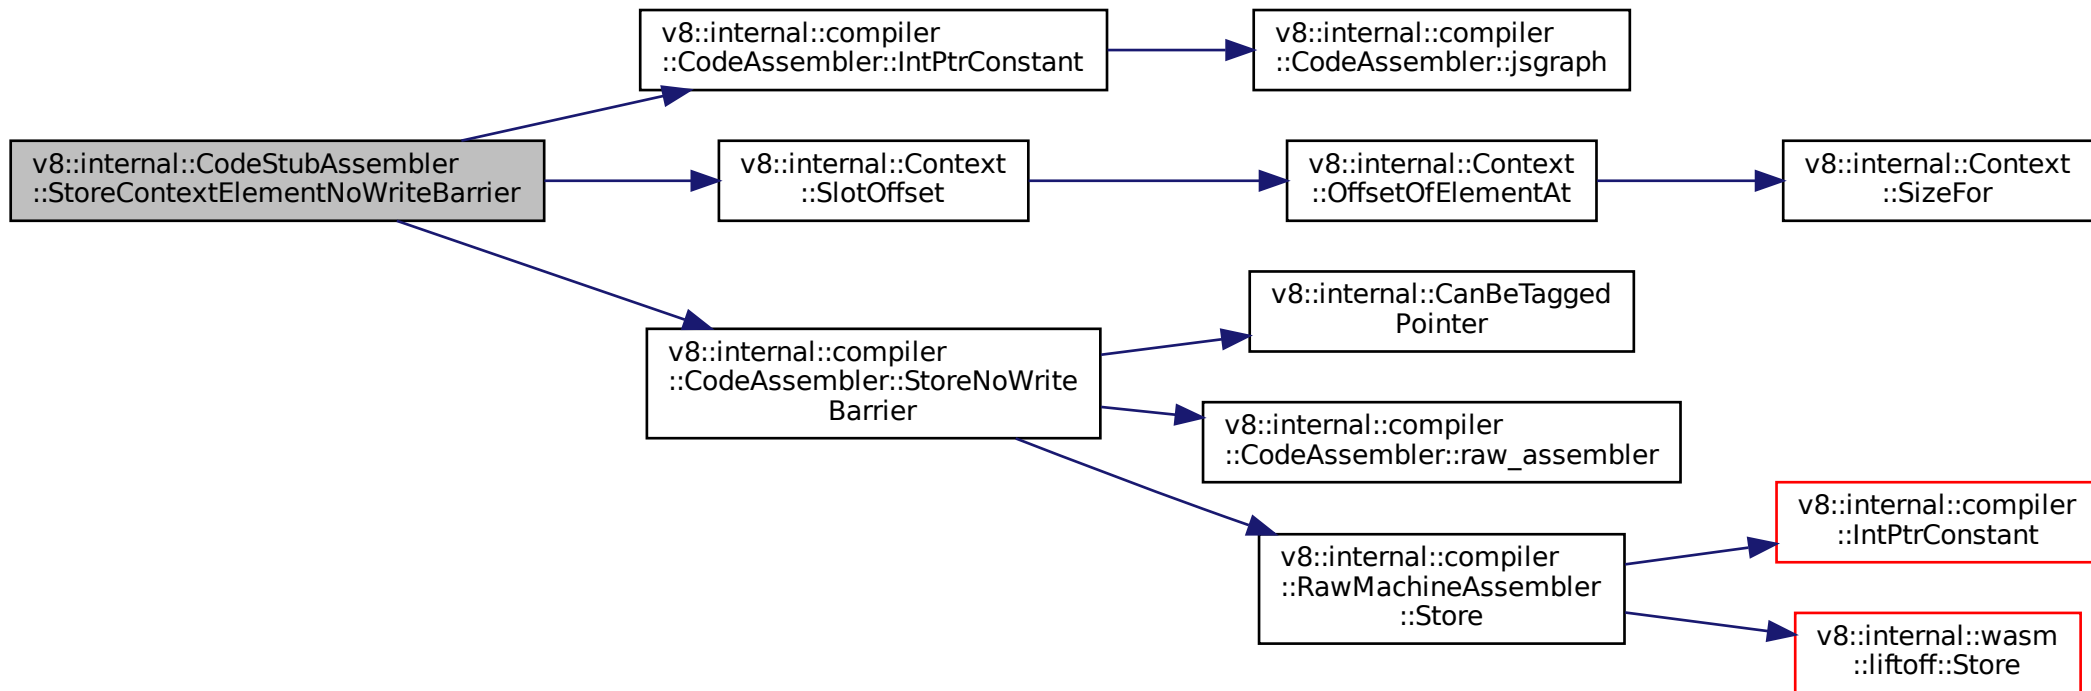 v8::internal::CodeStubAssembler
::StoreContextElementNoWriteBarrier
v8::internal::compiler
::CodeAssembler::IntPtrConstant
v8::internal::compiler
::CodeAssembler::jsgraph
v8::internal::Context
::SlotOffset
v8::internal::Context
::OffsetOfElementAt
v8::internal::Context
::SizeFor
v8::internal::compiler
::CodeAssembler::StoreNoWrite
Barrier
v8::internal::CanBeTagged
Pointer
v8::internal::compiler
::CodeAssembler::raw_assembler
v8::internal::compiler
::RawMachineAssembler
::Store
v8::internal::compiler
::IntPtrConstant
v8::internal::wasm
::liftoff::Store